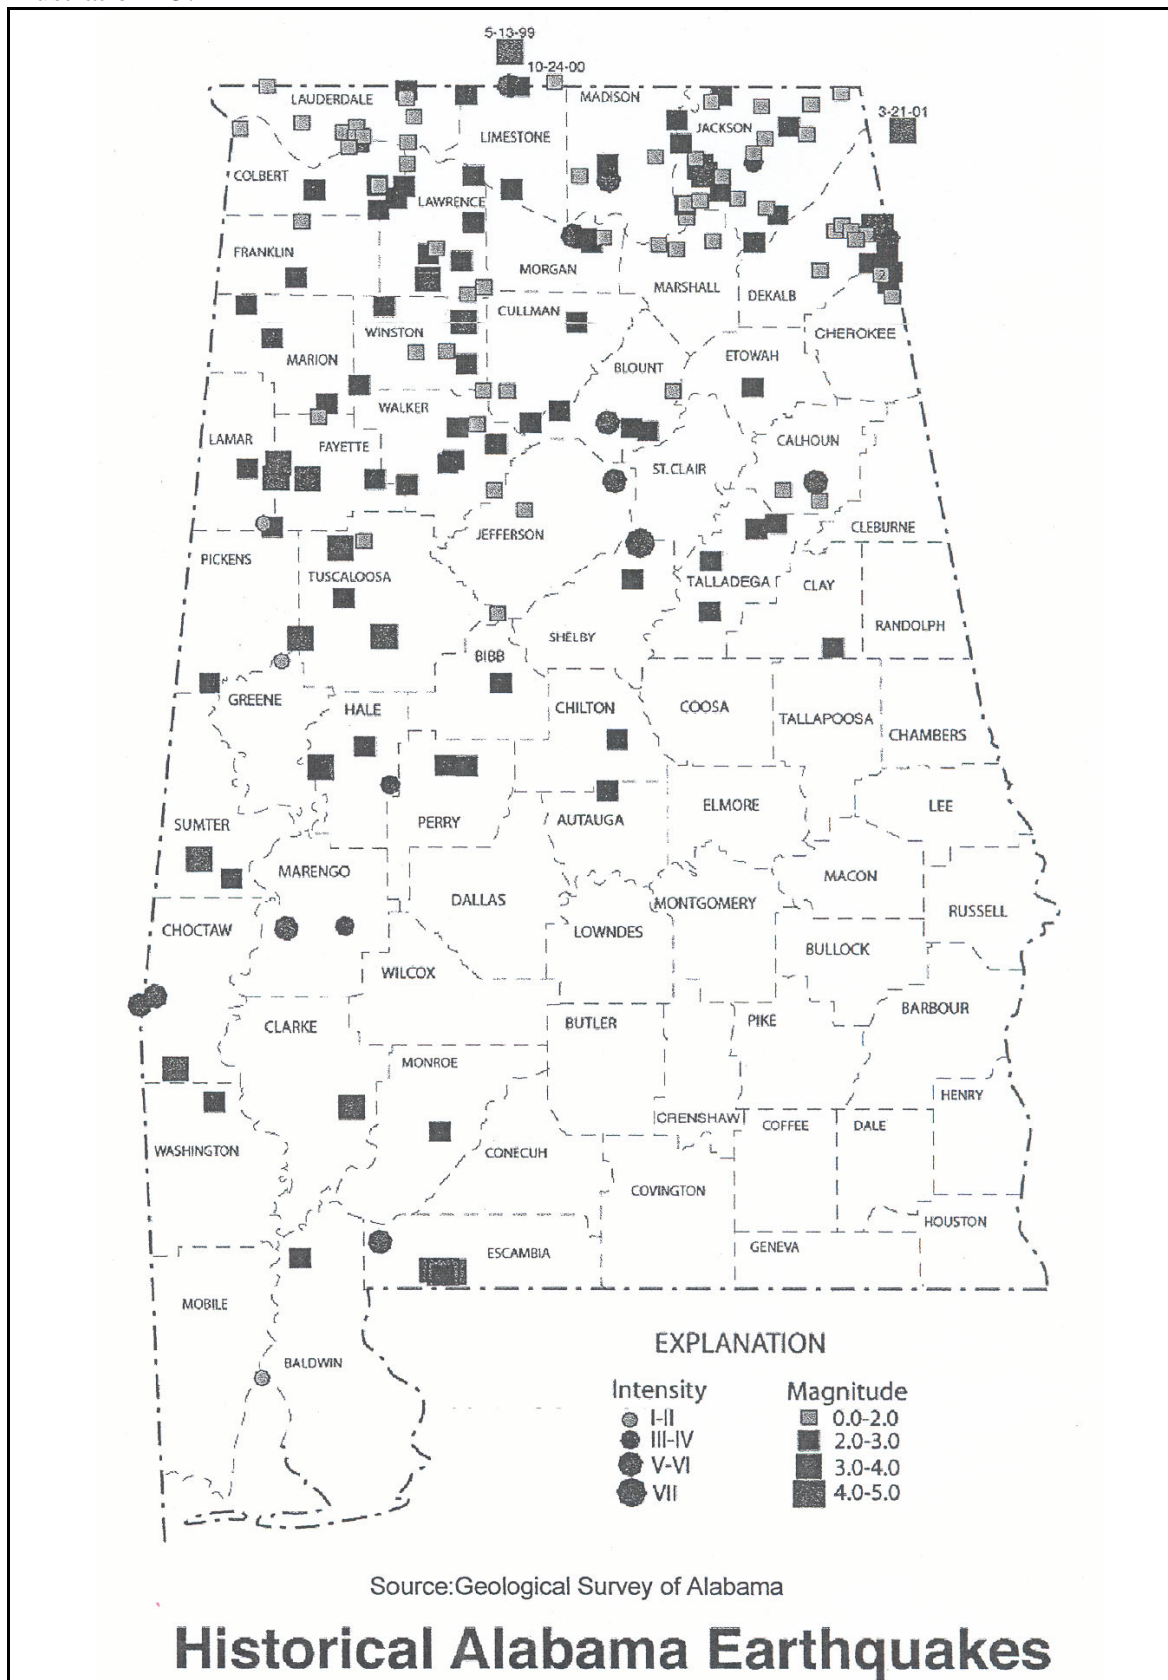 5-13-99
10-24-00
LAUDERDALE
MADISON
3-21-01
JACKSON
LIMESTONE
COLBERT
LAWRENCE
FRANKLIN
MORGAN
MARSHALL
DEKALB
CULLMAN
WINSTON
CHEROKEE
MARION
ETOWAH
BLOUNT
WALKER
LAMAR
FAYETTE
CALHOUN
ST.CLAIR
CLEBURNE
JEFFERSON
PICKENS
TUSCALOOSA
TALLADEGA
CLAY
RANDOLPH
SHELBY
BIBB
GREENE
HALE
CHILTON
COOSA
TALLAPOOSA
CHAMBERS
SUMTER
PERRY
AUTAUGA
ELMORE
LEE
MARENGO
DALLAS
MACON
MONTGOMERY
RUSSELL
CHOCTAW
LOWNDES
BULLOCK
WILCOX
BARBOUR
CLARKE
BUTLER
PIKE
MONROE
HENRY
CRENSHAW
COFFEE
DALE
WASHINGTON
CONECUH
COVINGTON
HOUSTON
ESCAMBIA
GENEVA
MOBILE
BALDWIN
EXPLANATION
Intensity
I-II
III-IV
V-VI
VII
Magnitude
0.0-2.0
2.0-3.0
3.0-4.0
4.0-5.0
Source:Geological Survey of Alabama
Historical Alabama Earthquakes